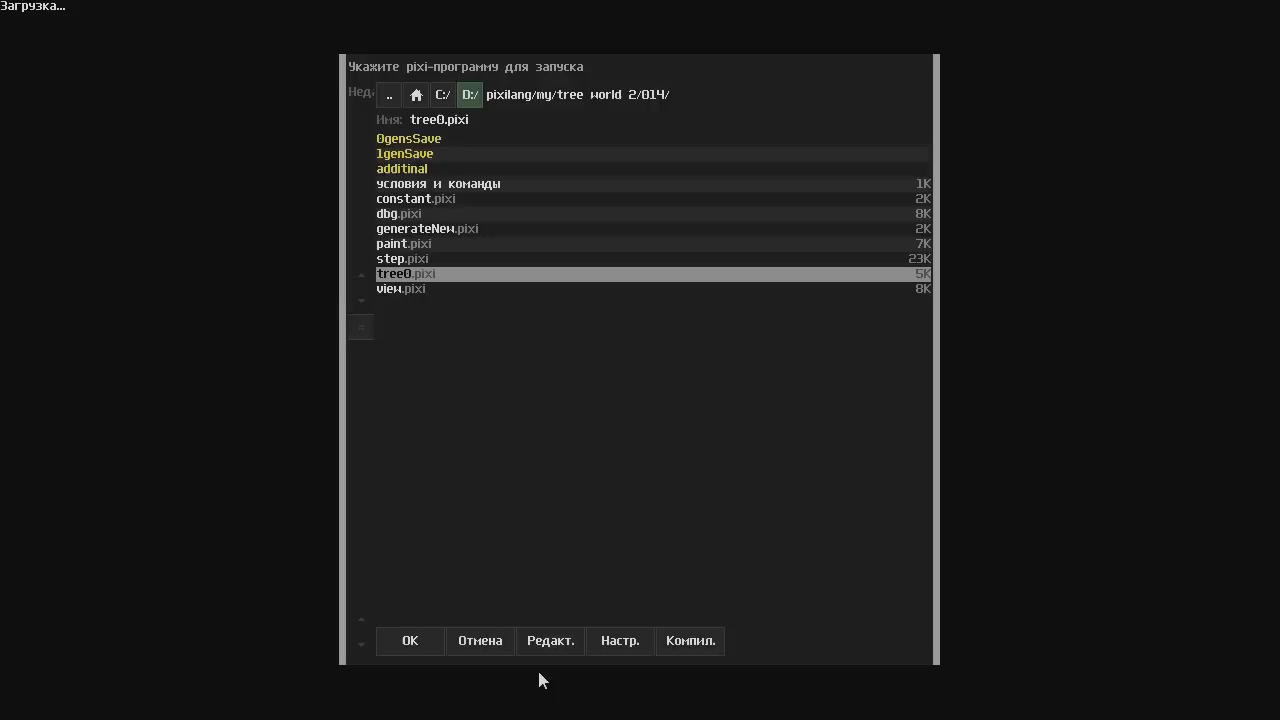 Загрузка...
Укажите pixi-программу для запуска
Нед
.. C:/ D:/ pixilang/my/tree world 2/014/
Имя: tree0.pixi
0gensSave
1genSave
additinal
условия и команды 1K
constant.pixi 2K
dbg.pixi 8K
generateNew.pixi 2K
paint.pixi 7K
step.pixi 23K
tree0.pixi 5K
view.pixi 8K
OK Отмена Редакт. Настр. Компил.